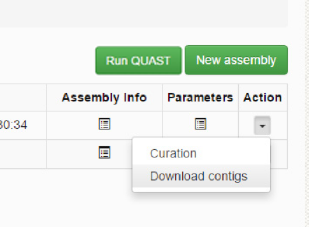 Run QUAST New assembly
Assembly Info Parameters Action
30:34
Curation
Download contigs